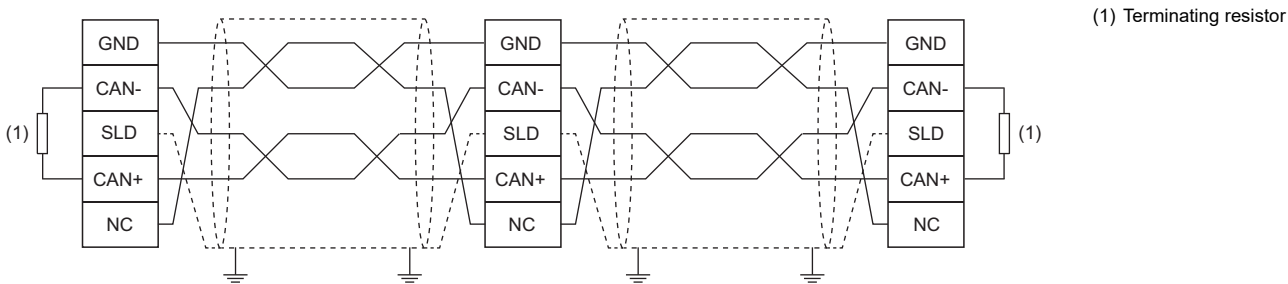 (1) Terminating resistor
GND GND GND
CAN- CAN- CAN-
(1) SLD SLD SLD (1)
CAN+ CAN+ CAN+
NC NC NC